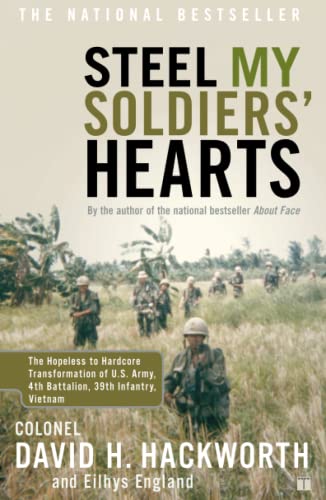 THE NATIONAL BESTSELLER
STEEL MY
SOLDIERS'
HEARTS
By the author of the national bestseller About Face
The Hopeless to Hardcore
Transformation of U.S. Army,
4th Battalion, 39th Infantry,
Vietnam
COLONEL
DAVID H. HACKWORTH
and Eilhys England